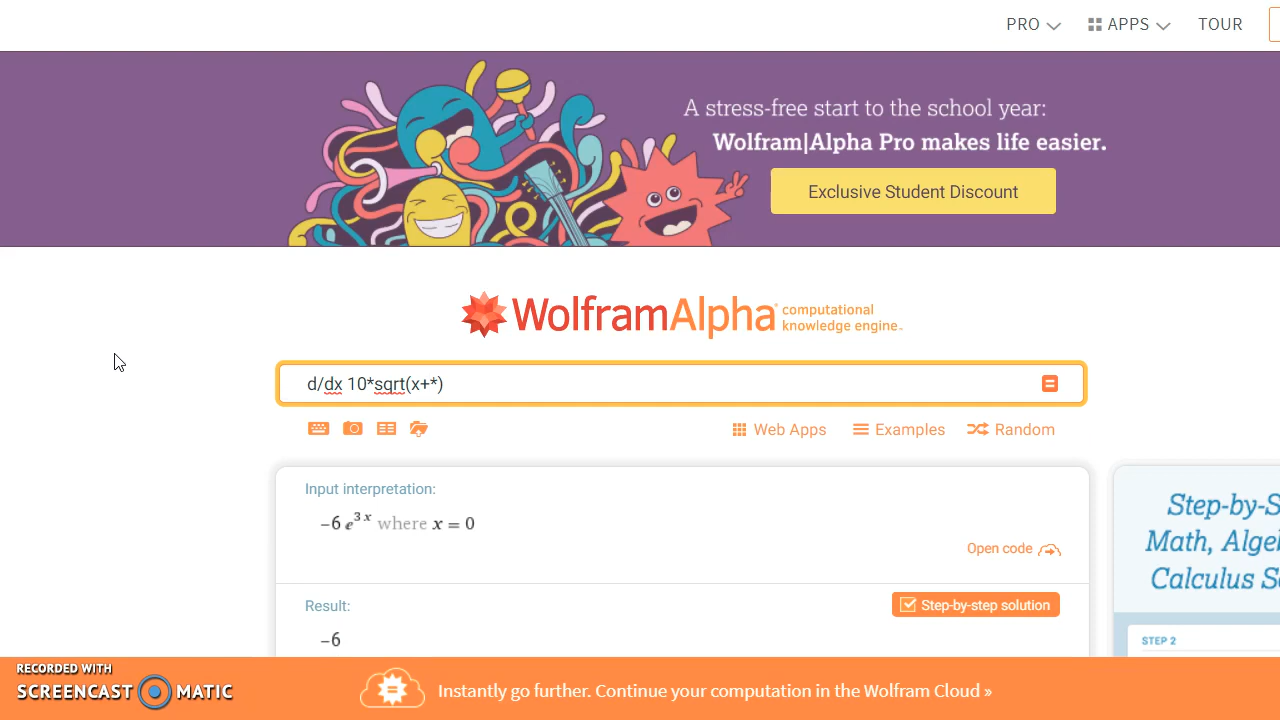 PRO APPS TOUR
A stress-free start to the school year:
Wolfram|Alpha Pro makes life easier.
Exclusive Student Discount
WolframAlpha computational
knowledge engine™
d/dx 10*sqrt(x+*)
Web Apps Examples Random
Input interpretation:
−6 e^3 x where x = 0
Open code
Result:
Step-by-step solution
−6
Step-by-S
Math, Alge
Calculus S
STEP 2
RECORDED WITH
SCREENCAST MATIC
Instantly go further. Continue your computation in the Wolfram Cloud »